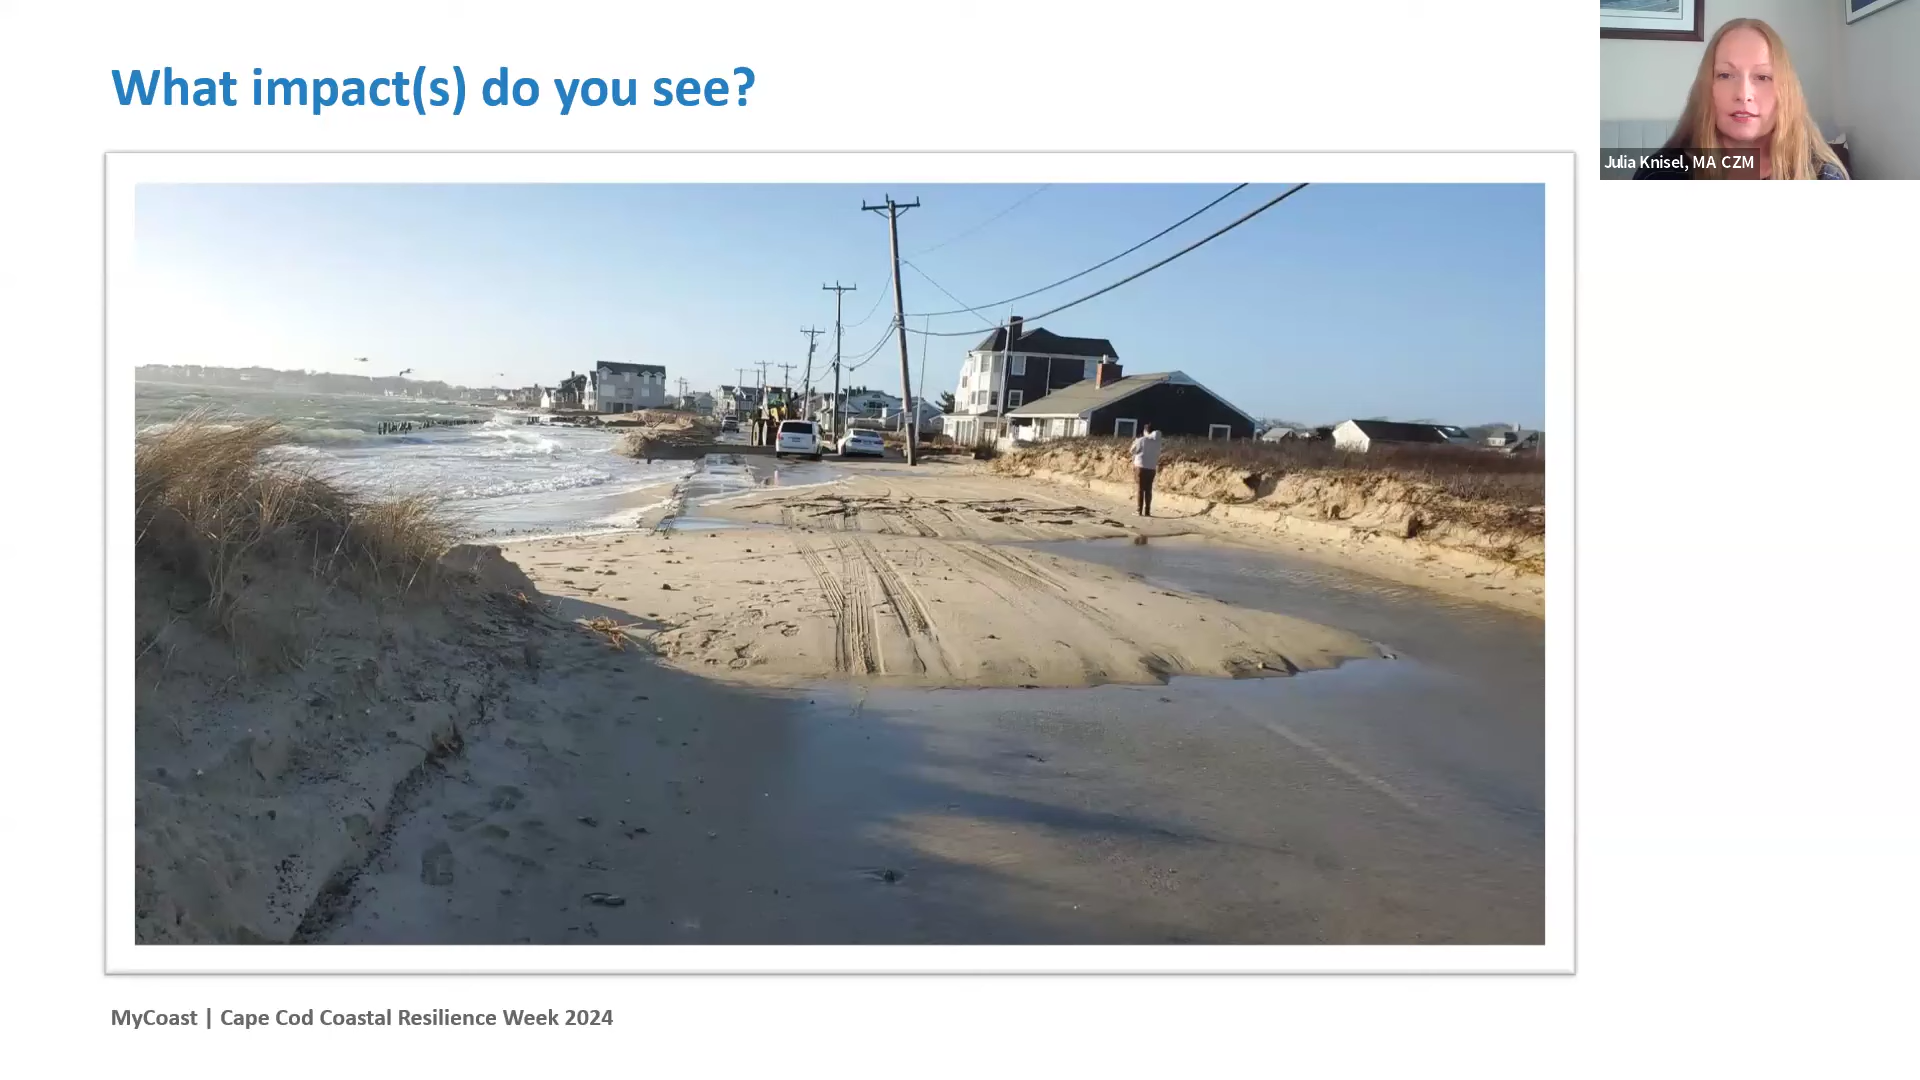 What impact(s) do you see?
Julia Knisel, MA CZM
MyCoast | Cape Cod Coastal Resilience Week 2024